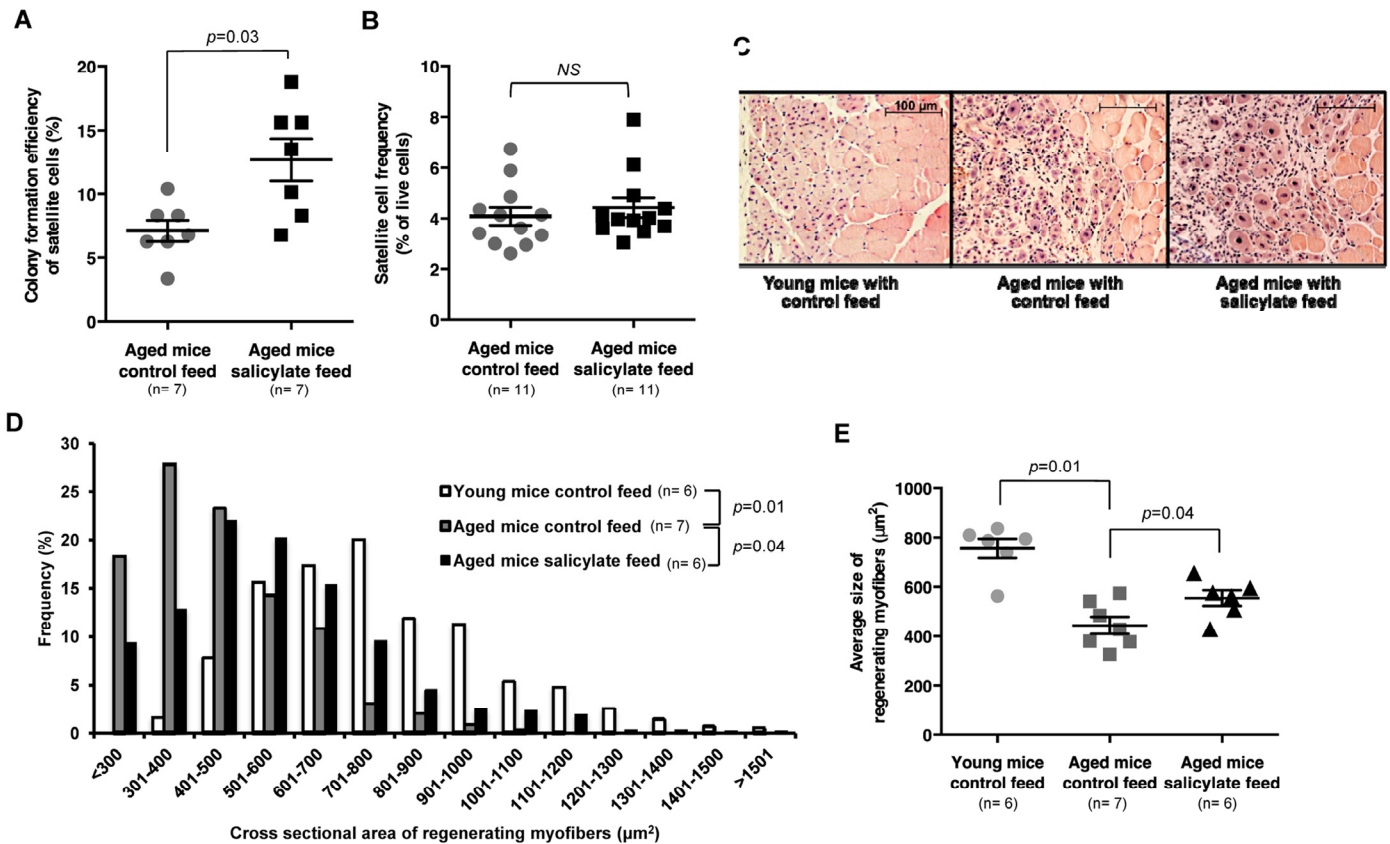 A
p=0.03
Colony formation efficiency
of satellite cells (%)
20
15
10
5
0
Aged mice
control feed
(n= 7)
Aged mice
salicylate feed
(n= 7)
B
NS
Satellite cell frequency
(% of live cells)
10
8
6
4
2
0
Aged mice
control feed
(n= 11)
Aged mice
salicylate feed
(n= 11)
C
100 µm
Young mice with
control feed
Aged mice with
control feed
Aged mice with
salicylate feed
D
Frequency (%)
30
25
20
15
10
5
0
Young mice control feed (n= 6)
Aged mice control feed (n= 7)
Aged mice salicylate feed (n= 6)
p=0.01
p=0.04
<300
301-400
401-500
501-600
601-700
701-800
801-900
901-1000
1001-1100
1101-1200
1201-1300
1301-1400
1401-1500
>1501
Cross sectional area of regenerating myofibers (µm²)
E
p=0.01
p=0.04
Average size of
regenerating myofibers (µm²)
1000
800
600
400
200
0
Young mice
control feed
(n= 6)
Aged mice
control feed
(n= 7)
Aged mice
salicylate feed
(n= 6)